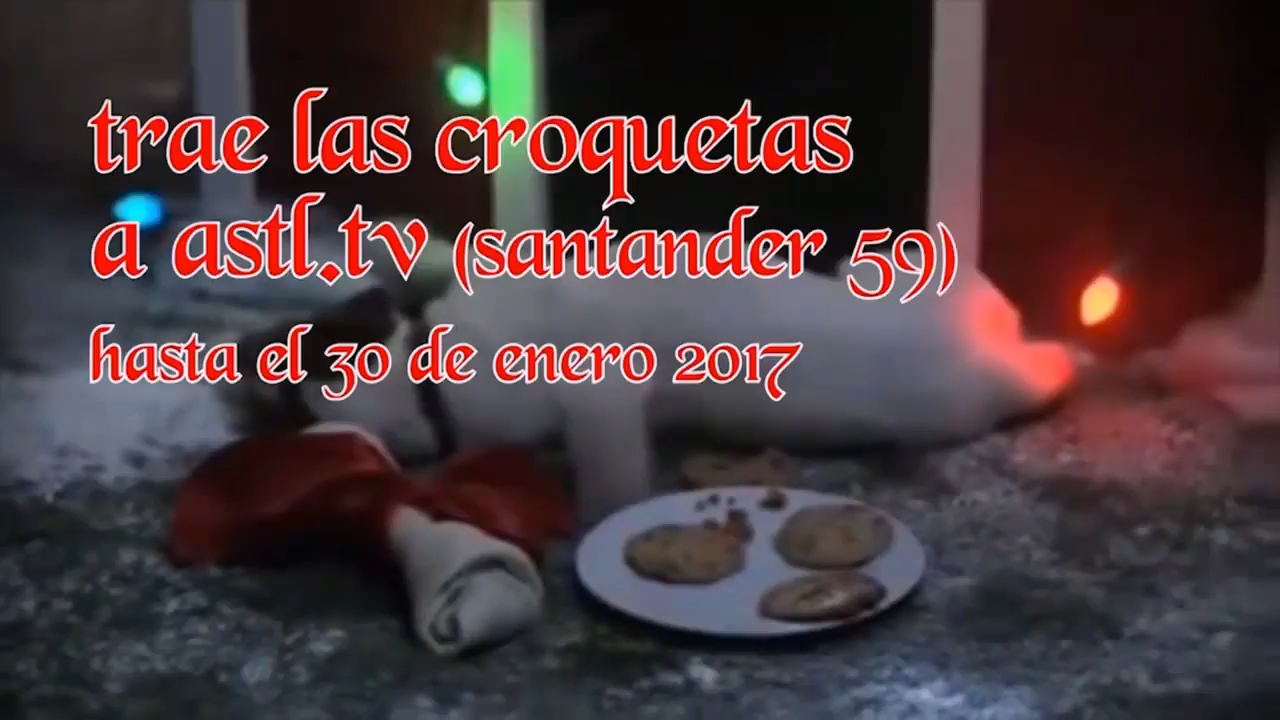 trae las croquetas
a astl.tv (santander 59)
hasta el 30 de enero 2017